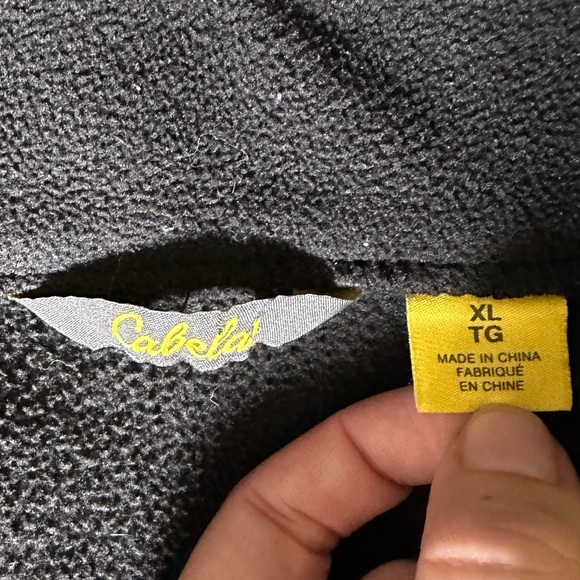 Cabela's
XL
TG
MADE IN CHINA
FABRIQUÉ
EN CHINE